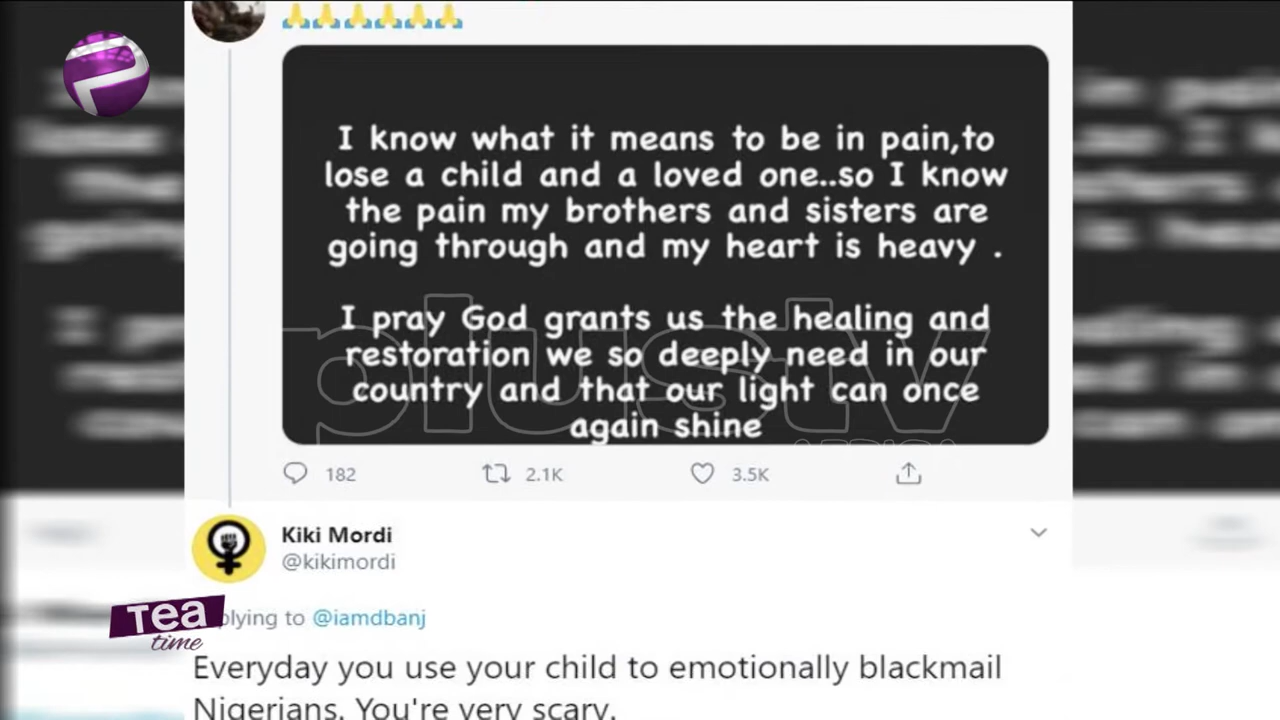 I know what it means to be in pain,to
lose a child and a loved one..so I know
the pain my brothers and sisters are
going through and my heart is heavy .
I pray God grants us the healing and
restoration we so deeply need in our
country and that our light can once
again shine
plustv
AFRICA
182
2.1K
3.5K
Kiki Mordi
@kikimordi
plying to @iamdbanj
Tea
time
Everyday you use your child to emotionally blackmail
Nigerians. You're very scary.